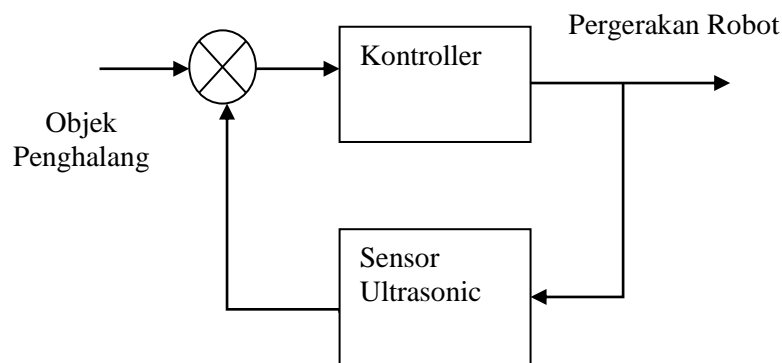 Pergerakan Robot
Kontroller
Objek
Penghalang
Sensor
Ultrasonic